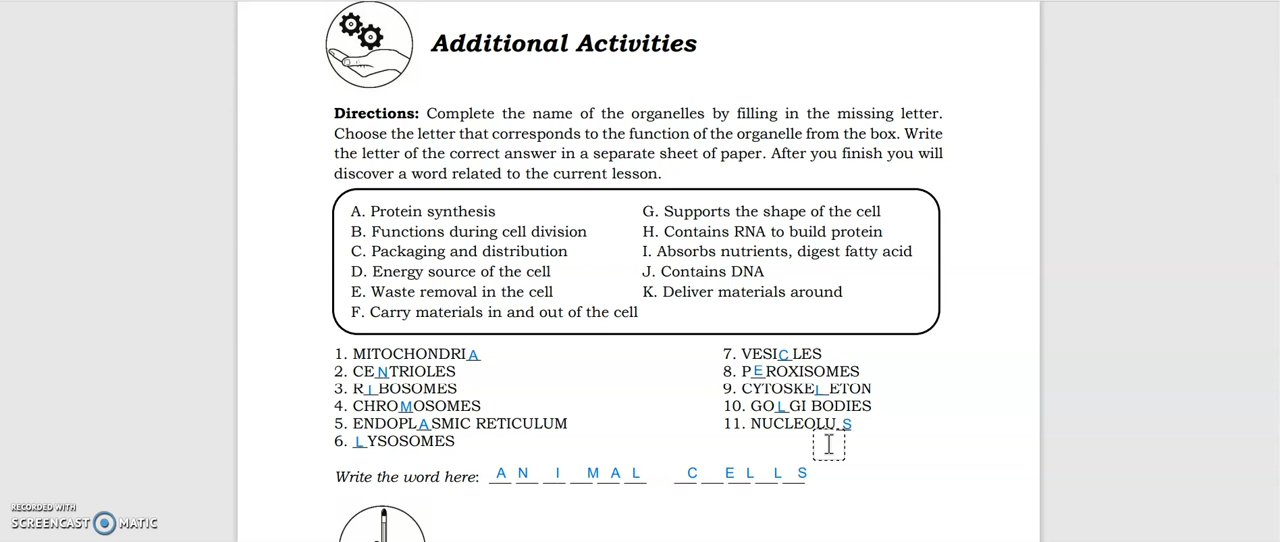 Additional Activities
Directions: Complete the name of the organelles by filling in the missing letter.
Choose the letter that corresponds to the function of the organelle from the box. Write
the letter of the correct answer in a separate sheet of paper. After you finish you will
discover a word related to the current lesson.
A. Protein synthesis
B. Functions during cell division
C. Packaging and distribution
D. Energy source of the cell
E. Waste removal in the cell
F. Carry materials in and out of the cell
G. Supports the shape of the cell
H. Contains RNA to build protein
I. Absorbs nutrients, digest fatty acid
J. Contains DNA
K. Deliver materials around
1. MITOCHONDRIA
2. CENTRIOLES
3. RIBOSOMES
4. CHROMOSOMES
5. ENDOPLASMIC RETICULUM
6. LYSOSOMES
7. VESICLES
8. PEROXISOMES
9. CYTOSKELETON
10. GOLGI BODIES
11. NUCLEOLUS
Write the word here: A N I M A L C E L L S
RECORDED WITH
SCREENCAST MATIC